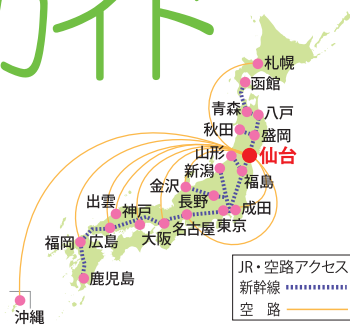 ガイド
札幌
函館
青森
八戸
秋田
盛岡
山形
仙台
新潟
福島
金沢
長野
成田
出雲
神戸
名古屋
東京
福岡
広島
大阪
鹿児島
沖縄
JR・空路アクセス
新幹線
空 路